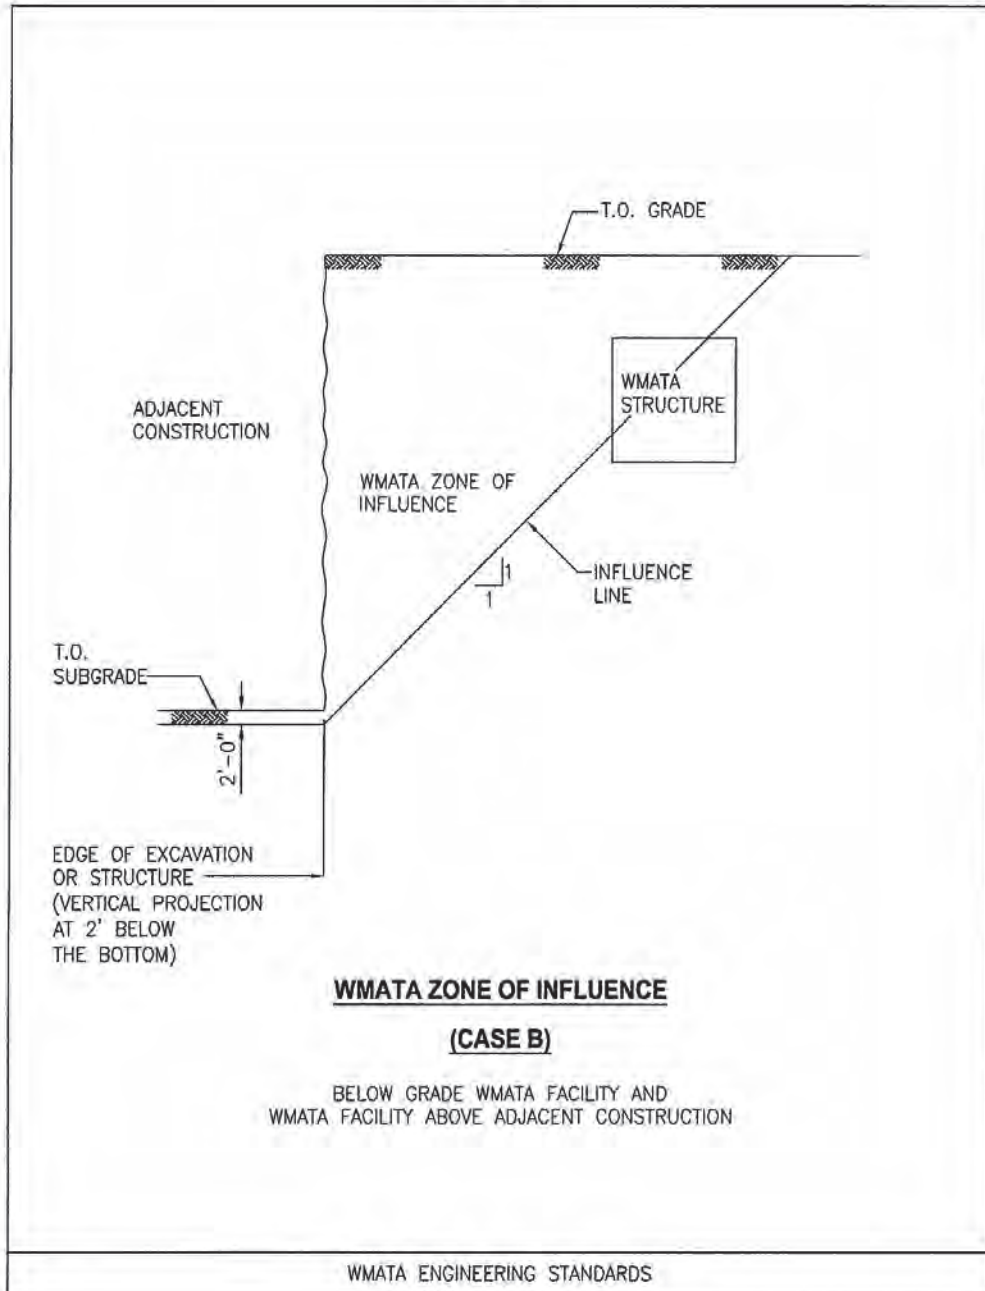 T.O. GRADE
ADJACENT
CONSTRUCTION
WMATA
STRUCTURE
WMATA ZONE OF
INFLUENCE
1
1
INFLUENCE
LINE
T.O.
SUBGRADE
2'-0"
EDGE OF EXCAVATION
OR STRUCTURE
(VERTICAL PROJECTION
AT 2' BELOW
THE BOTTOM)
WMATA ZONE OF INFLUENCE
(CASE B)
BELOW GRADE WMATA FACILITY AND
WMATA FACILITY ABOVE ADJACENT CONSTRUCTION
WMATA ENGINEERING STANDARDS